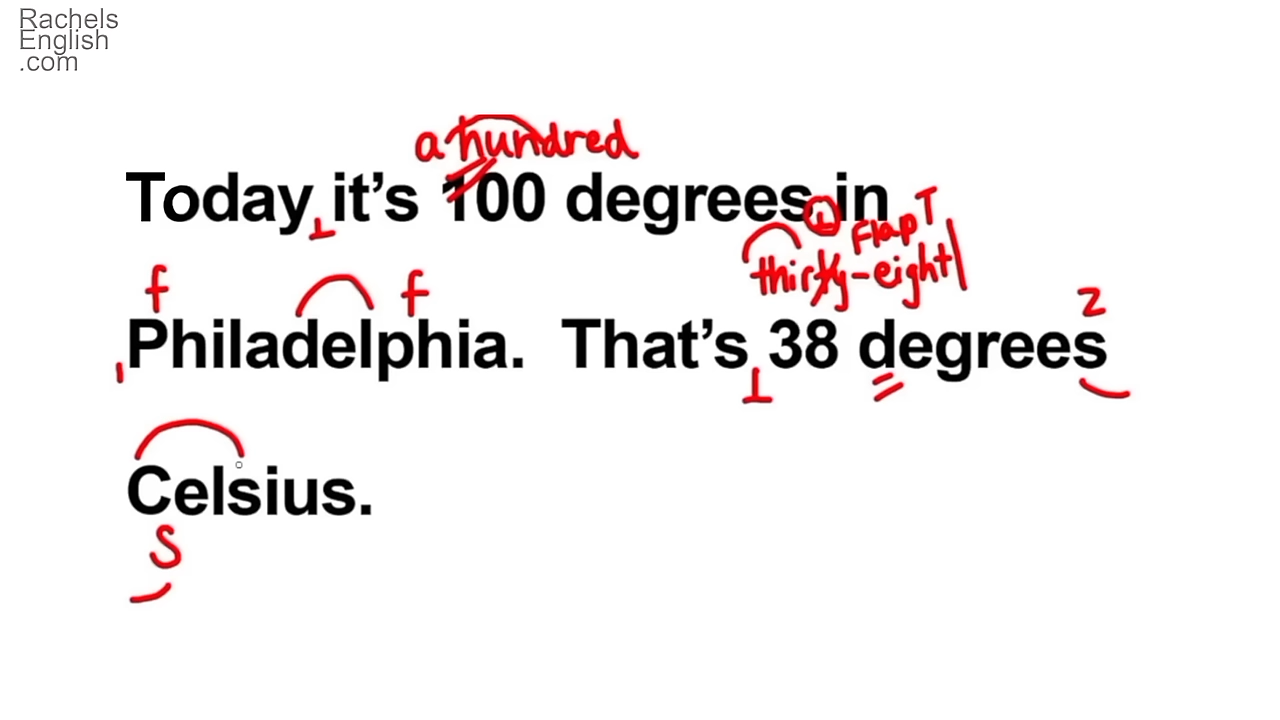 Rachels
English
.com
a hundred
Today it's 100 degrees in
Flap T
thirty-eight
f f z
Philadelphia. That's 38 degrees
Celsius.
S